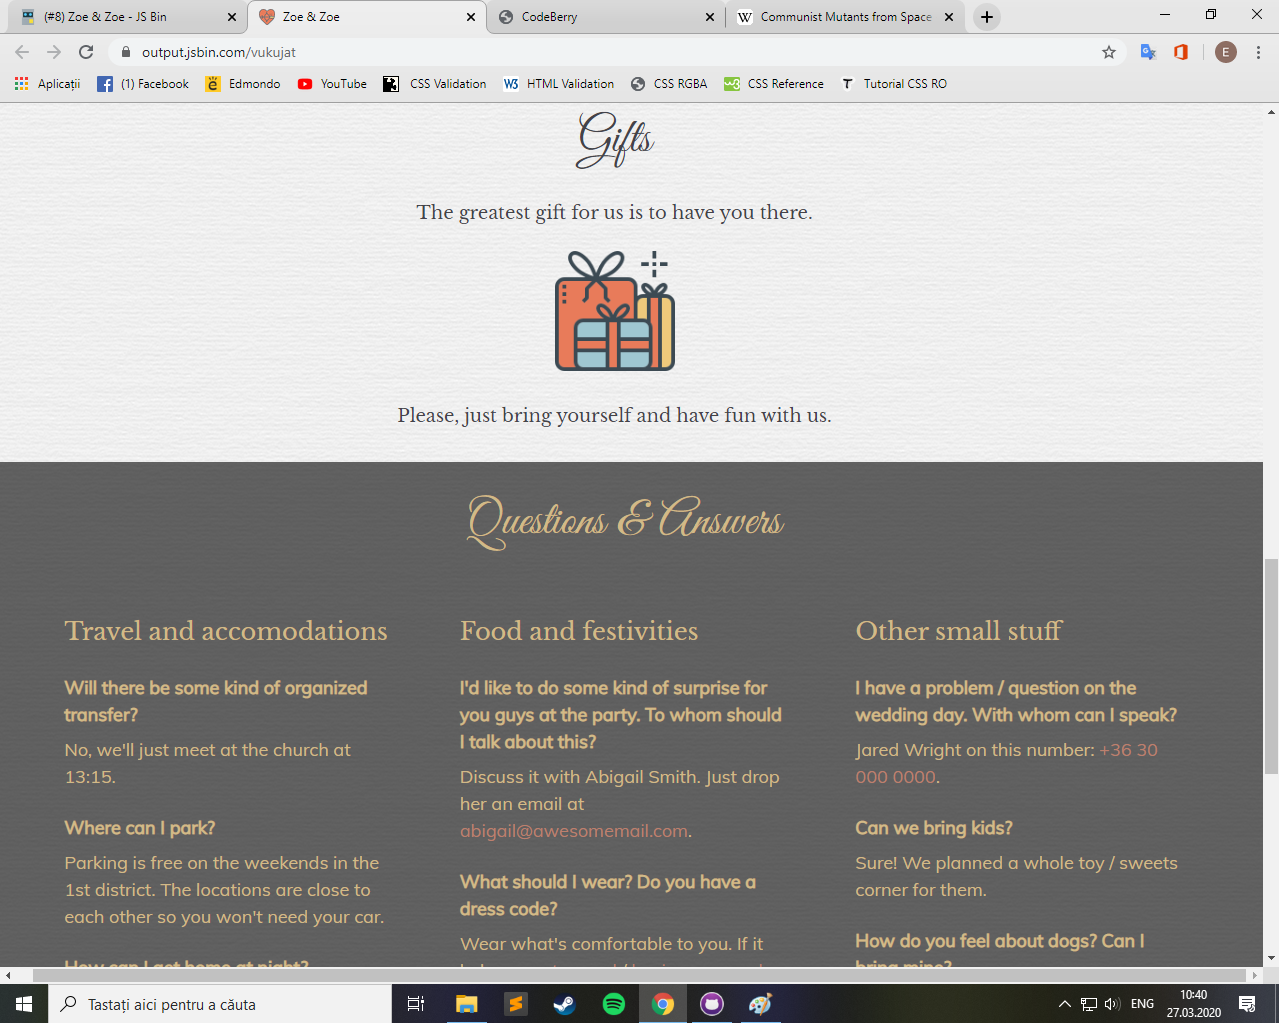 (#8) Zoe & Zoe - JS Bin
Zoe & Zoe
CodeBerry
W Communist Mutants from Space
output.jsbin.com/vukujat
E
Aplicații
(1) Facebook
Edmondo
YouTube
CSS Validation
W3 HTML Validation
CSS RGBA
w3 CSS Reference
T Tutorial CSS RO
Gifts
The greatest gift for us is to have you there.
Please, just bring yourself and have fun with us.
Questions & Answers
Travel and accomodations
Will there be some kind of organized
transfer?
No, we'll just meet at the church at
13:15.
Where can I park?
Parking is free on the weekends in the
1st district. The locations are close to
each other so you won't need your car.
How can I get home at night?
Food and festivities
I'd like to do some kind of surprise for
you guys at the party. To whom should
I talk about this?
Discuss it with Abigail Smith. Just drop
her an email at
abigail@awesomemail.com.
What should I wear? Do you have a
dress code?
Wear what's comfortable to you. If it
Other small stuff
I have a problem / question on the
wedding day. With whom can I speak?
Jared Wright on this number: +36 30
000 0000.
Can we bring kids?
Sure! We planned a whole toy / sweets
corner for them.
How do you feel about dogs? Can I
bring mine?
Tastați aici pentru a căuta
ENG
10:40
27.03.2020